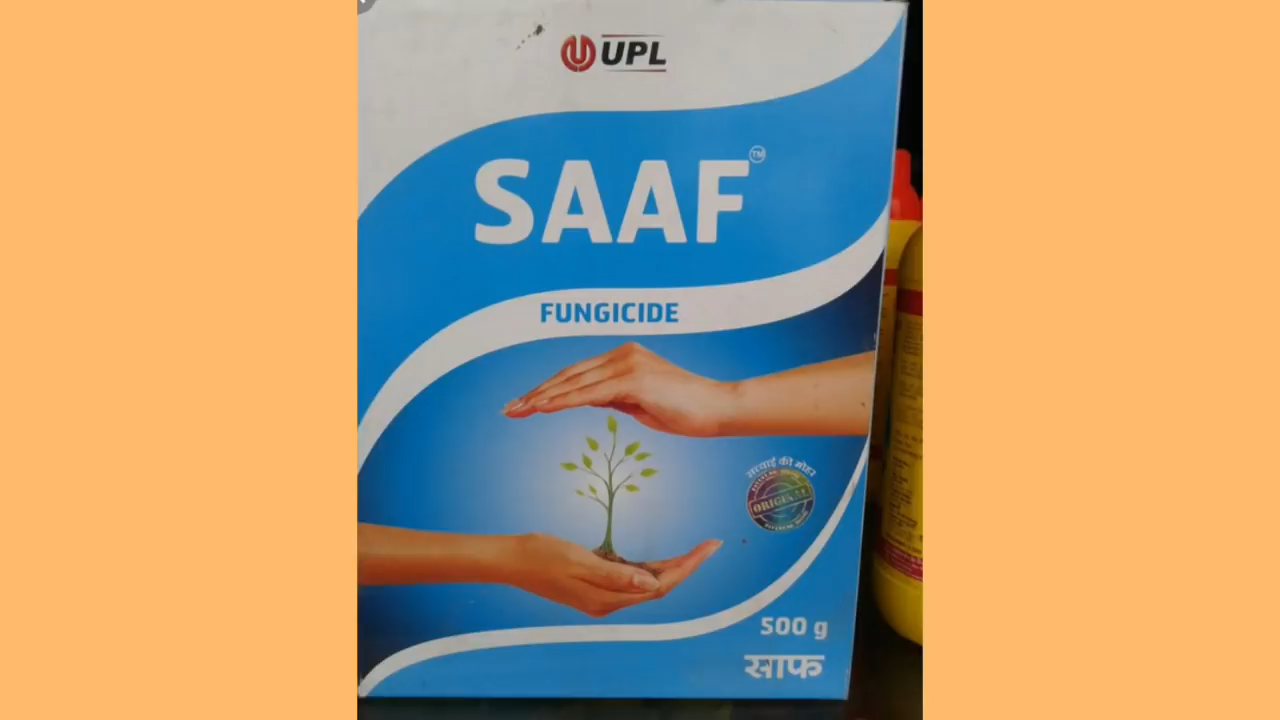 UPL
SAAF™
FUNGICIDE
सच्चाई की मोहर
ORIGINAL
500 g
साफ